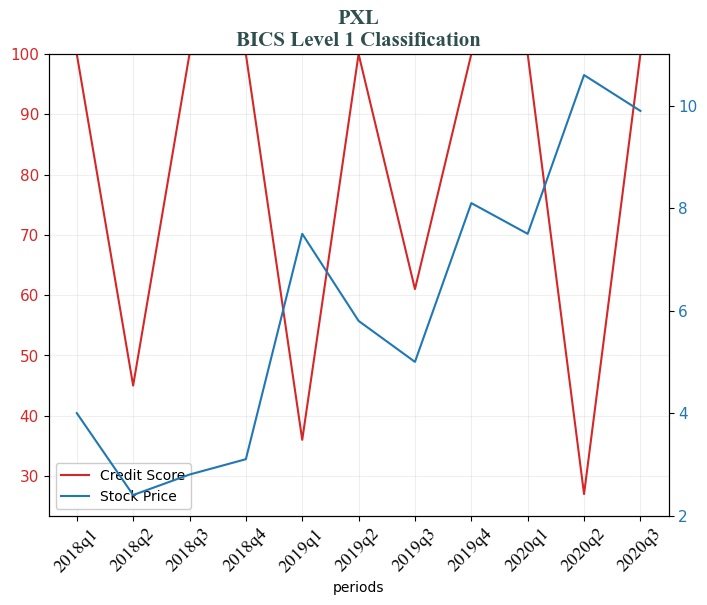 PXL
BICS Level 1 Classification
100
90
80
70
60
50
40
30
10
8
6
4
2
Credit Score
Stock Price
2018q1
2018q2
2018q3
2018q4
2019q1
2019q2
2019q3
2019q4
2020q1
2020q2
2020q3
periods